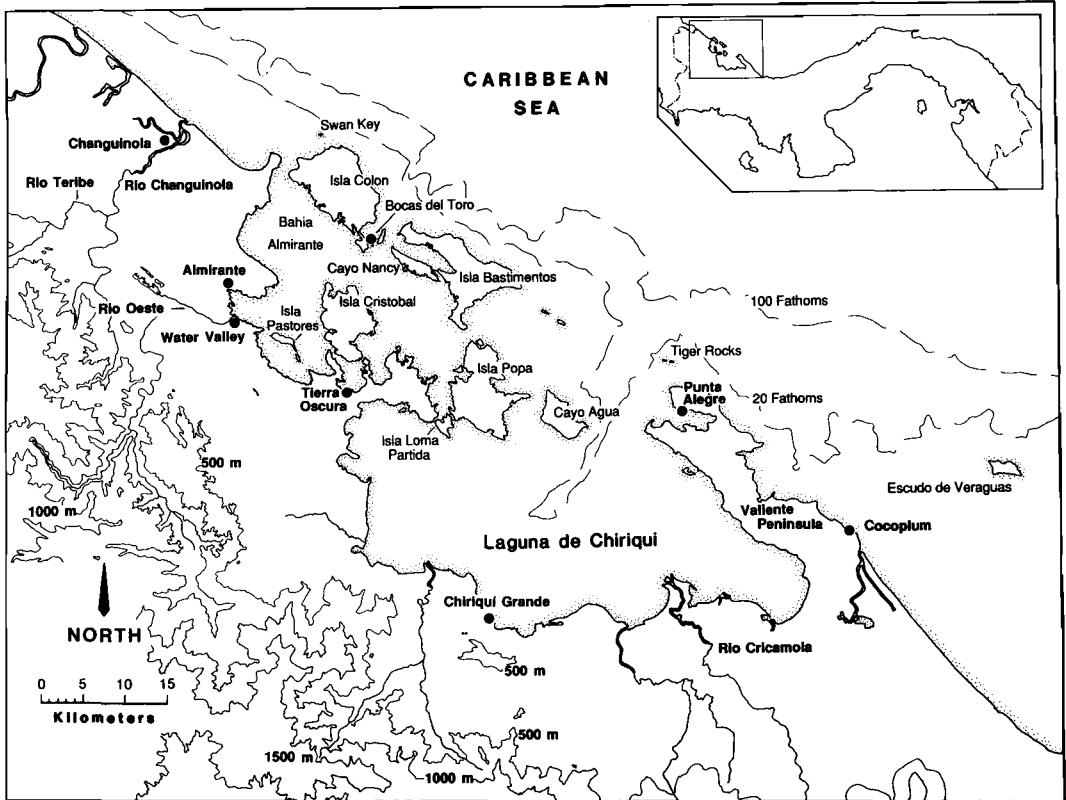 CARIBBEAN
SEA
Swan Key
Changuinola
Isla Colon
Rio Teribe
Rio Changuinola
Bocas del Toro
Bahia
Almirante
Almirante
Cayo Nancy
Isla Bastimentos
Rio Oeste
Isla Cristobal
100 Fathoms
Isla
Pastores
Water Valley
Tiger Rocks
Isla Popa
Punta
Alegre
Tierra
Oscura
20 Fathoms
Cayo Agua
Isla Loma
Partida
500 m
Escudo de Veraguas
1000 m
Valiente
Peninsula
Cocoplum
Laguna de Chiriqui
Chiriquí Grande
NORTH
Rio Cricamola
500 m
0 5 10 15
Kilometers
500 m
1500 m
1000 m